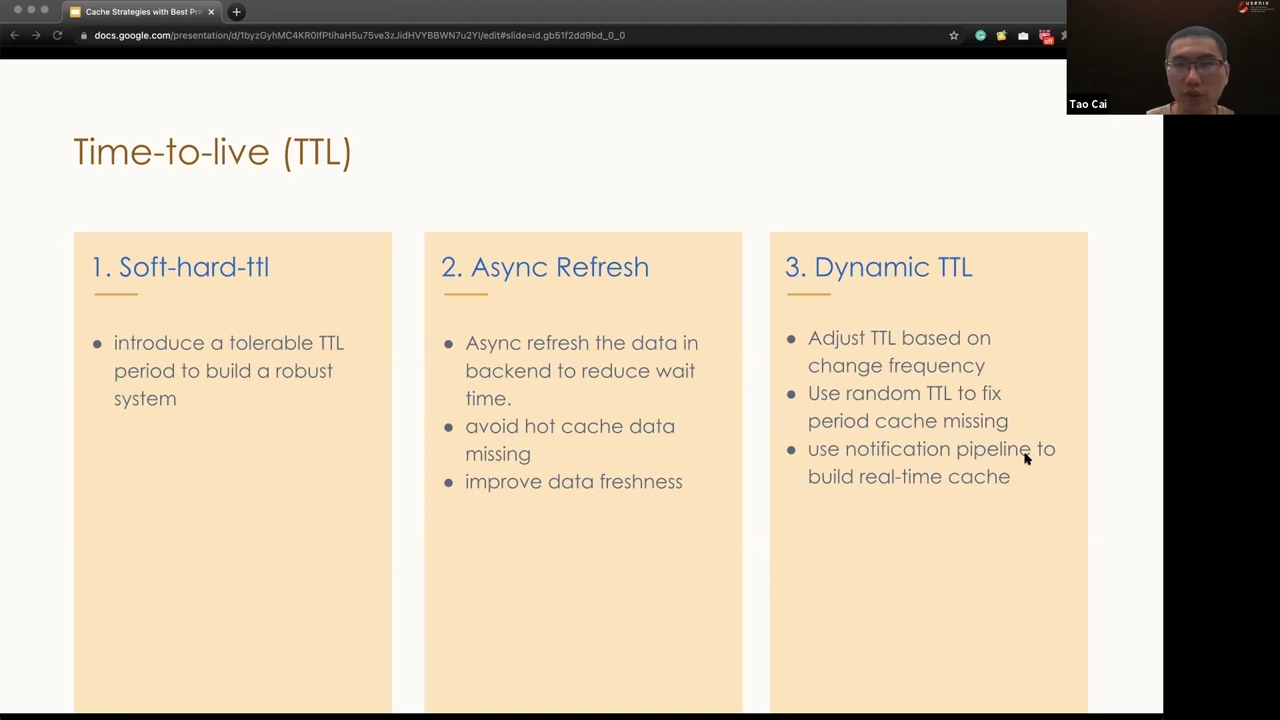 Cache Strategies with Best Pra
docs.google.com/presentation/d/1byzGyhMC4KR0lfPtihaH5u75ve3zJidHVYBBWN7u2YI/edit#slide=id.gb51f2dd9bd_0_0
off
usenix
Tao Cai
Time-to-live (TTL)
1. Soft-hard-ttl
● introduce a tolerable TTL
period to build a robust
system
2. Async Refresh
● Async refresh the data in
backend to reduce wait
time.
● avoid hot cache data
missing
● improve data freshness
3. Dynamic TTL
● Adjust TTL based on
change frequency
● Use random TTL to fix
period cache missing
● use notification pipeline to
build real-time cache